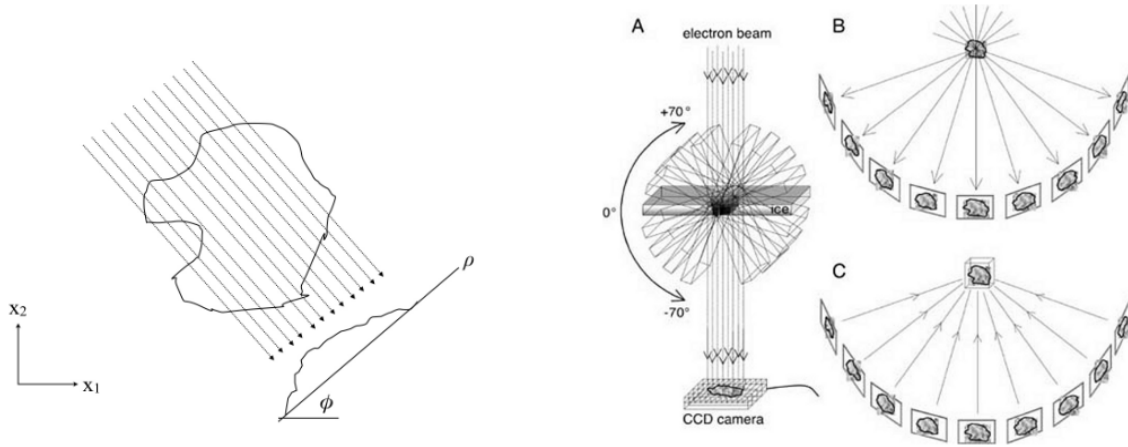 x₂
x₁
ρ
ϕ
A
electron beam
+70°
0°
-70°
ice
CCD camera
B
C